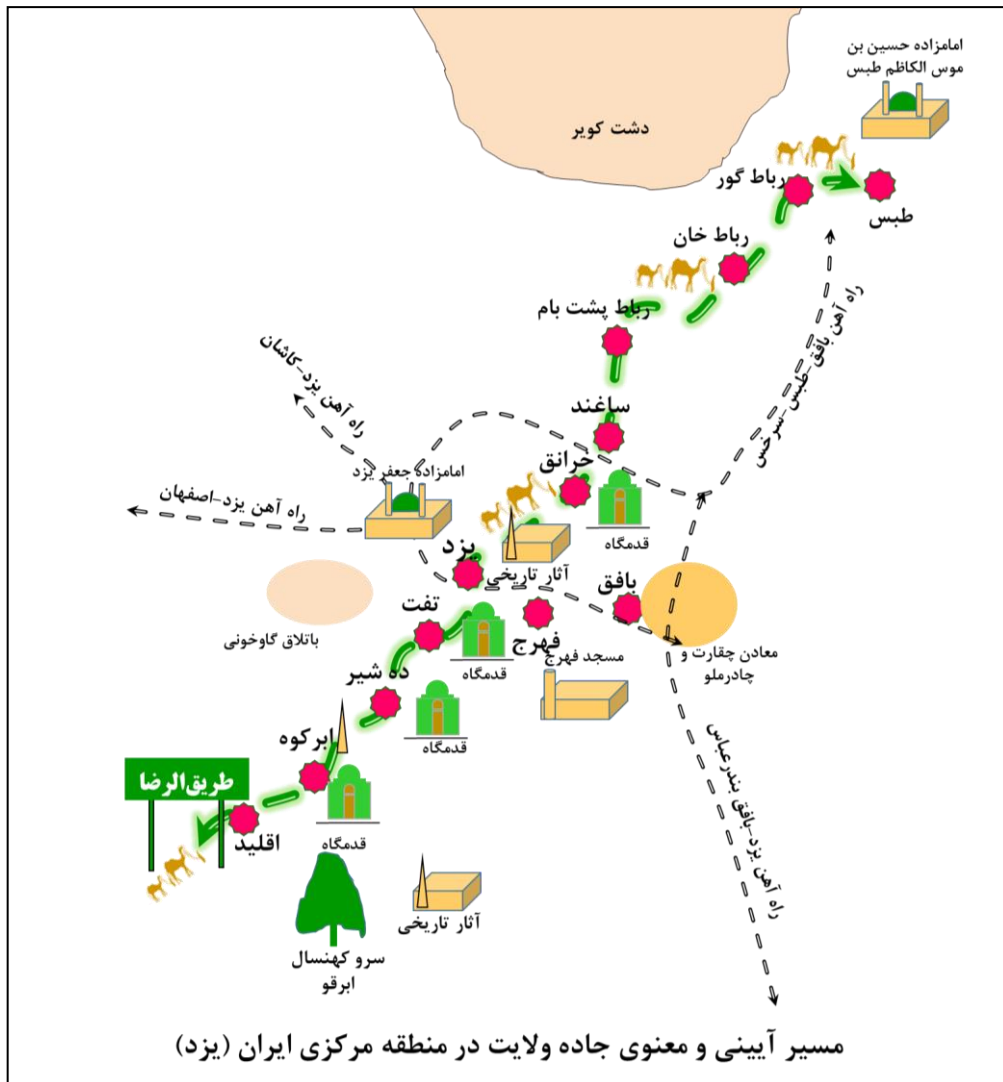 امامزاده حسین بن
موس الکاظم طبس
دشت کویر
رباط گور
طبس
رباط خان
رباط پشت بام
راه آهن بافق-طبس-سرخس
راه آهن یزد-کاشان
ساغند
خرانق
امامزاده جعفر یزد
راه آهن یزد-اصفهان
قدمگاه
یزد
آثار تاریخی
بافق
تفت
فهرج
باتلاق گاوخونی
مسجد فهرج
معادن چقارت و
چادرملو
قدمگاه
ده شیر
قدمگاه
ابرکوه
راه آهن یزد-بافق بندرعباس
طریق‌الرضا
اقلید
قدمگاه
آثار تاریخی
سرو کهنسال
ابرقو
مسیر آیینی و معنوی جاده ولایت در منطقه مرکزی ایران (یزد)